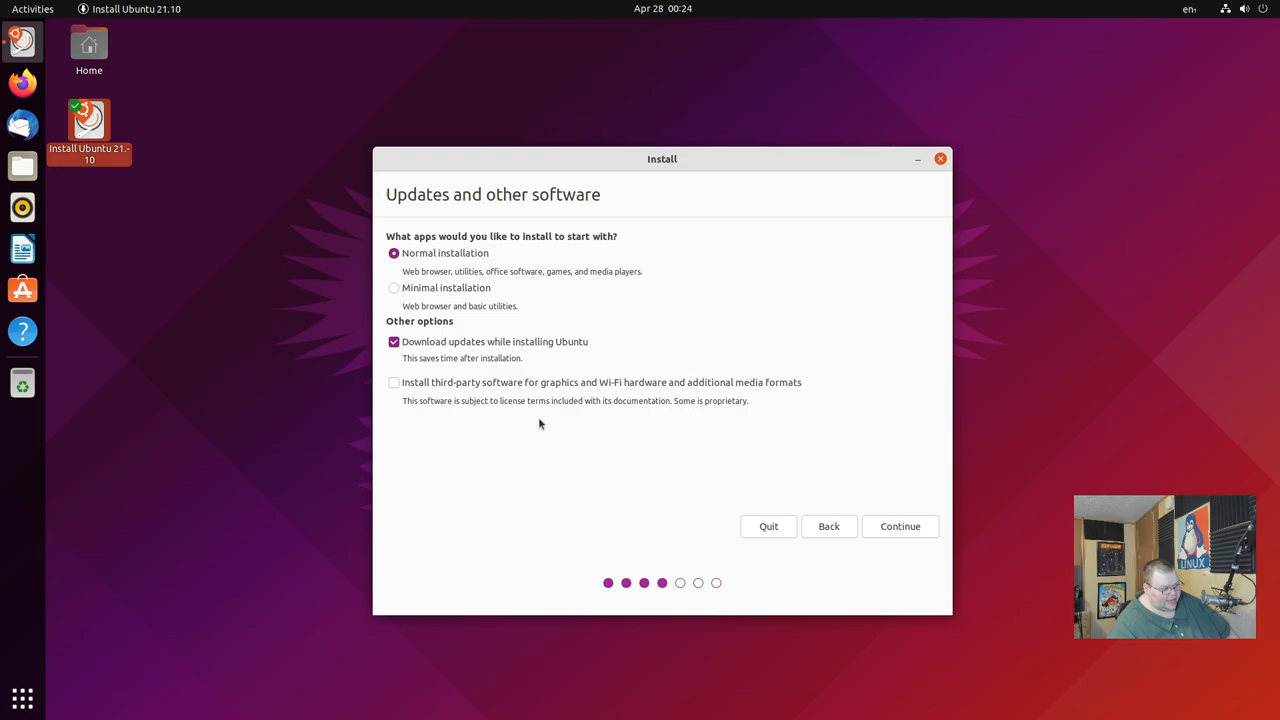 Activities
Install Ubuntu 21.10
Apr 28 00:24
en₁
Home
Install Ubuntu 21.-
10
Install
Updates and other software
What apps would you like to install to start with?
Normal installation
Web browser, utilities, office software, games, and media players.
Minimal installation
Web browser and basic utilities.
Other options
Download updates while installing Ubuntu
This saves time after installation.
Install third-party software for graphics and Wi-Fi hardware and additional media formats
This software is subject to license terms included with its documentation. Some is proprietary.
Quit
Back
Continue
LINUX